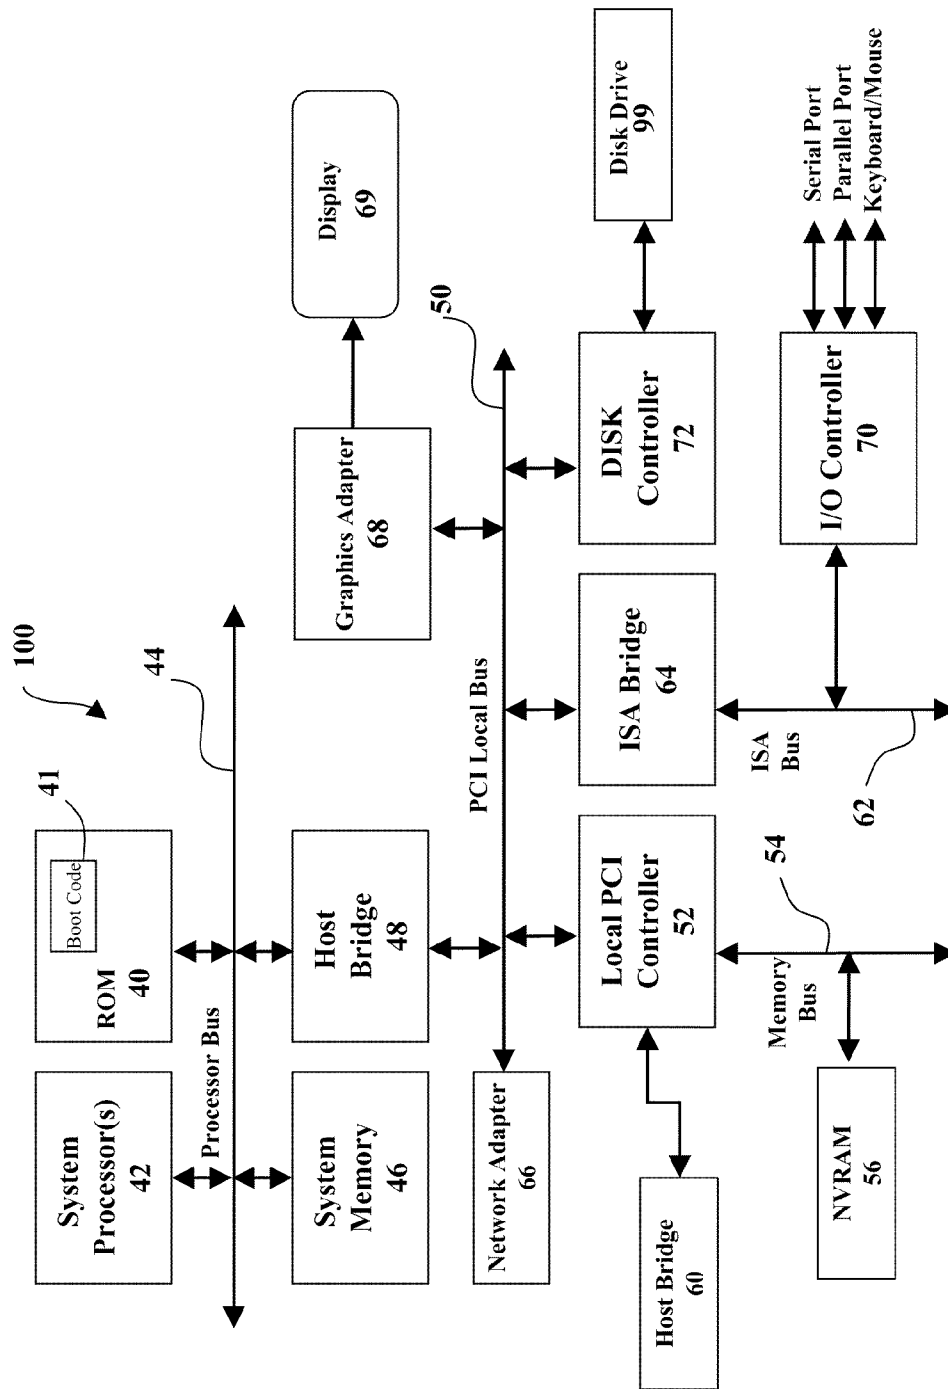 100
System
Processor(s)
42
ROM
40
Boot Code
41
Processor Bus
44
System
Memory
46
Host
Bridge
48
Graphics Adapter
68
Display
69
Network Adapter
66
PCI Local Bus
50
Host Bridge
60
Local PCI
Controller
52
ISA Bridge
64
DISK
Controller
72
Disk Drive
99
Memory
Bus
54
ISA
Bus
62
NVRAM
56
I/O Controller
70
Serial Port
Parallel Port
Keyboard/Mouse